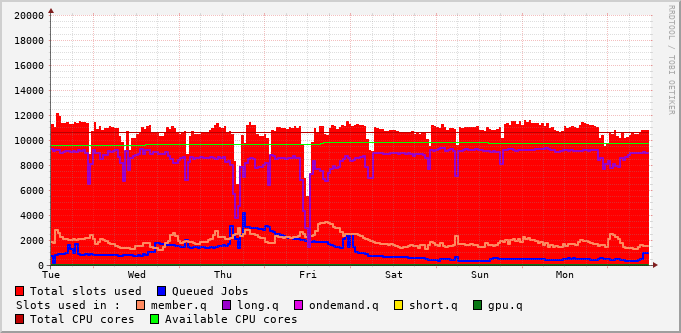 RRDTOOL / TOBI OETIKER
20000
18000
16000
14000
12000
10000
8000
6000
4000
2000
0
Tue Wed Thu Fri Sat Sun Mon
Total slots used Queued Jobs
Slots used in : member.q long.q ondemand.q short.q gpu.q
Total CPU cores Available CPU cores